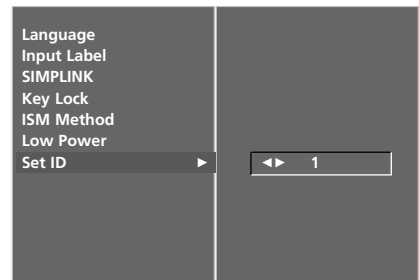 Language
Input Label
SIMPLINK
Key Lock
ISM Method
Low Power
Set ID ► ◄► 1